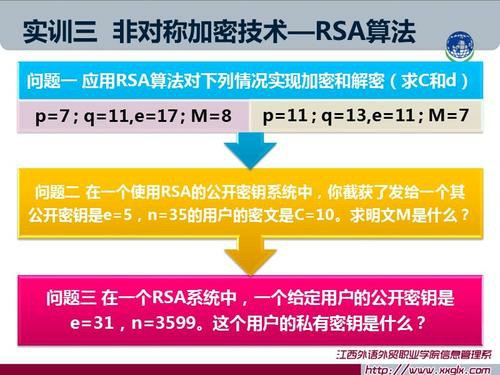 实训三 非对称加密技术—RSA算法
问题一 应用RSA算法对下列情况实现加密和解密（求C和d）
p=7；q=11,e=17；M=8
p=11；q=13,e=11；M=7
问题二 在一个使用RSA的公开密钥系统中，你截获了发给一个其
公开密钥是e=5，n=35的用户的密文是C=10。求明文M是什么？
问题三 在一个RSA系统中，一个给定用户的公开密钥是
e=31，n=3599。这个用户的私有密钥是什么？
江西外语外贸职业学院信息管理系
http://www.xxglx.com